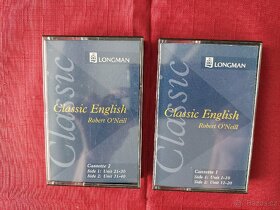 LONGMAN
Classic
Classic English
Robert O'Neill
Cassette 2
Side 1: Unit 21-30
Side 2: Unit 31-40
LONGMAN
Classic
Classic English
Robert O'Neill
Cassette 1
Side 1: Unit 1-10
Side 2: Unit 11-20